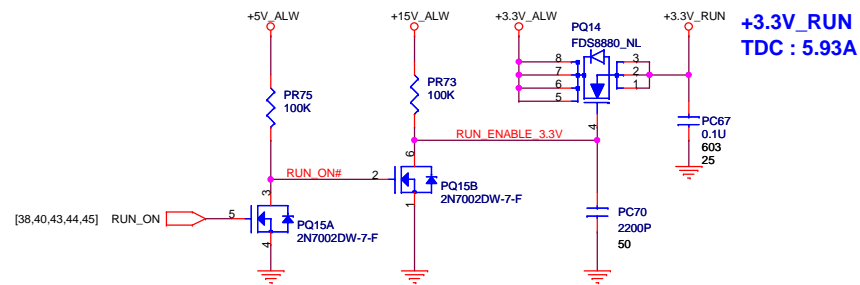 +5V_ALW
+15V_ALW
+3.3V_ALW
+3.3V_RUN
+3.3V_RUN
TDC : 5.93A
PQ14
FDS8880_NL
8
7
6
5
3
2
1
4
PR75
100K
PR73
100K
PC67
0.1U
603
25
RUN_ENABLE_3.3V
RUN_ON#
3
2
6
1
PQ15B
2N7002DW-7-F
[38,40,43,44,45]
RUN_ON
5
4
PQ15A
2N7002DW-7-F
PC70
2200P
50